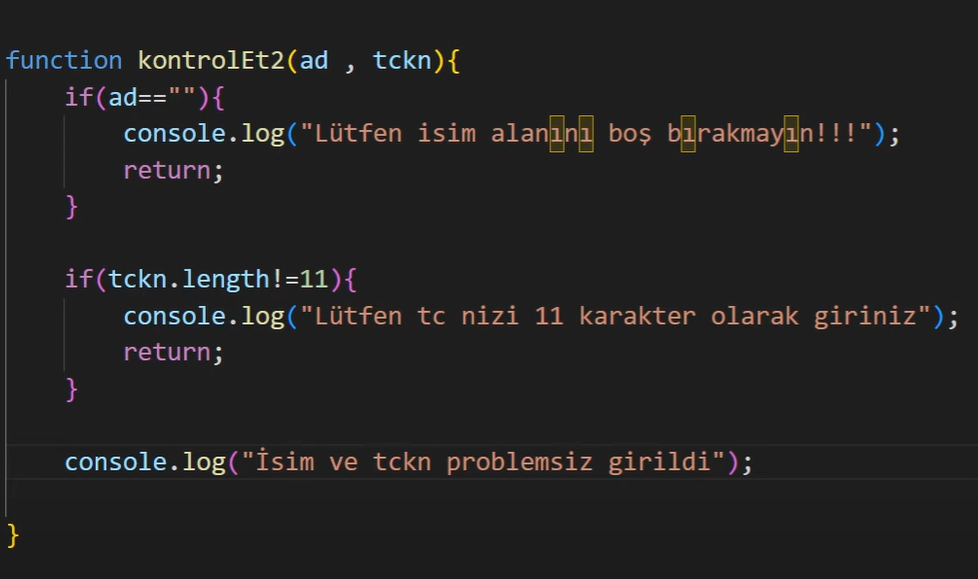 function kontrolEt2(ad , tckn){
if(ad==""){
console.log("Lütfen isim alanını boş bırakmayın!!!");
return;
}
if(tckn.length!=11){
console.log("Lütfen tc nizi 11 karakter olarak giriniz");
return;
}
console.log("İsim ve tckn problemsiz girildi");
}